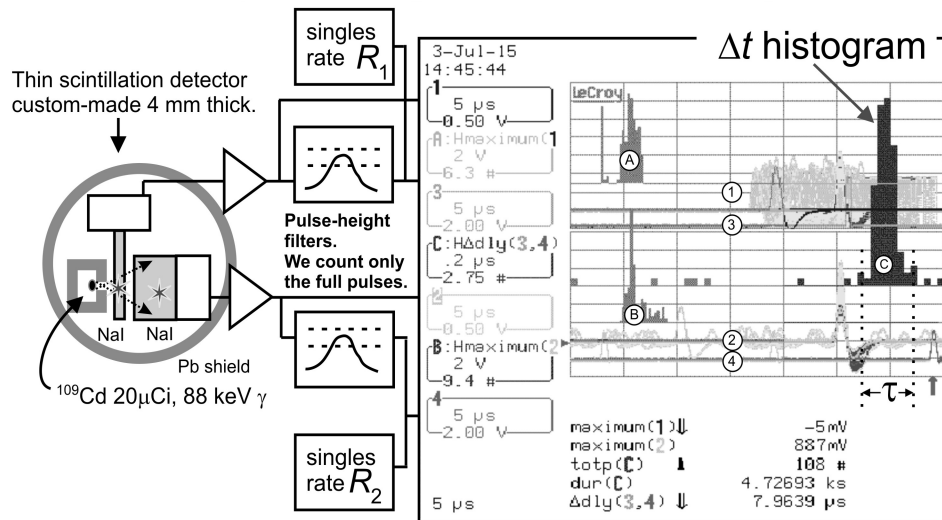 singles
rate R1
Thin scintillation detector
custom-made 4 mm thick.
Pulse-height
filters.
We count only
the full pulses.
NaI
NaI
Pb shield
109Cd 20μCi, 88 keV γ
singles
rate R2
3-Jul-15
14:45:44
1
5 µs
0.50 V
A:Hmaximum(1
2 V
6.3 #
3
5 µs
2.00 V
C:HΔdly(3,4)
.2 µs
2.75 #
2
5 µs
0.50 V
B:Hmaximum(2
2 V
9.4 #
4
5 µs
2.00 V
5 µs
Δt histogram
LeCroy
A
1
3
C
B
2
4
τ
maximum(1)⇓ -5mV
maximum(2) 887mV
totp(C) 108 #
dur(C) 4.72693 ks
Δdly(3,4) ⇓ 7.9639 µs